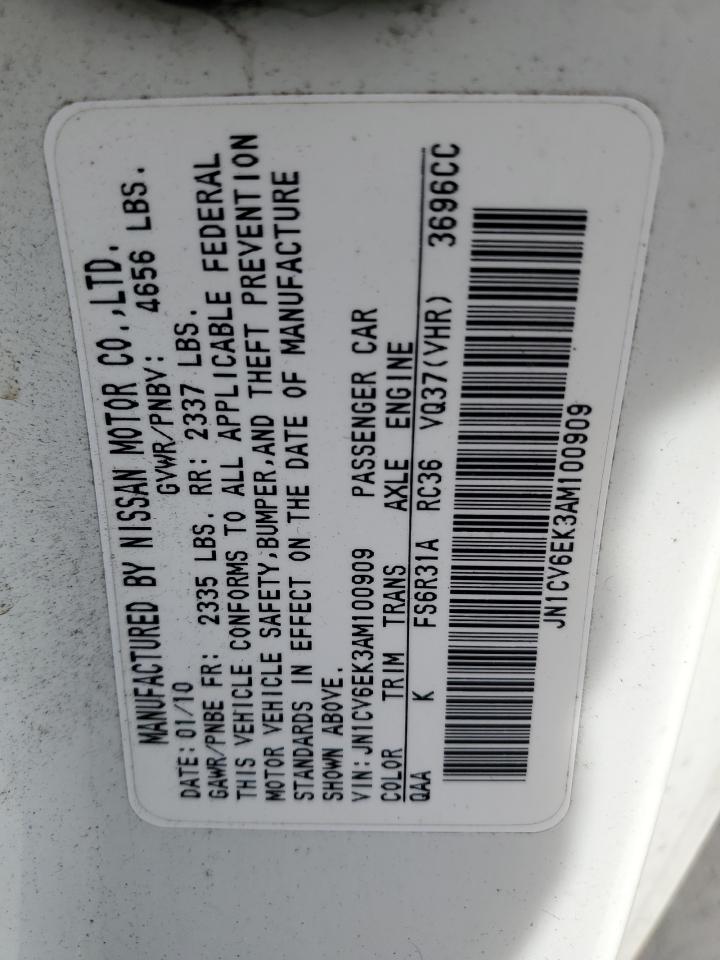 MANUFACTURED BY NISSAN MOTOR CO.,LTD.
DATE: 01/10 GVWR/PNBV: 4656 LBS.
GAWR/PNBE FR: 2335 LBS. RR: 2337 LBS.
THIS VEHICLE CONFORMS TO ALL APPLICABLE FEDERAL
MOTOR VEHICLE SAFETY,BUMPER,AND THEFT PREVENTION
STANDARDS IN EFFECT ON THE DATE OF MANUFACTURE
SHOWN ABOVE.
VIN: JN1CV6EK3AM100909 PASSENGER CAR
COLOR TRIM TRANS AXLE ENGINE
QAA K FS6R31A RC36 VQ37(VHR) 3696CC
JN1CV6EK3AM100909